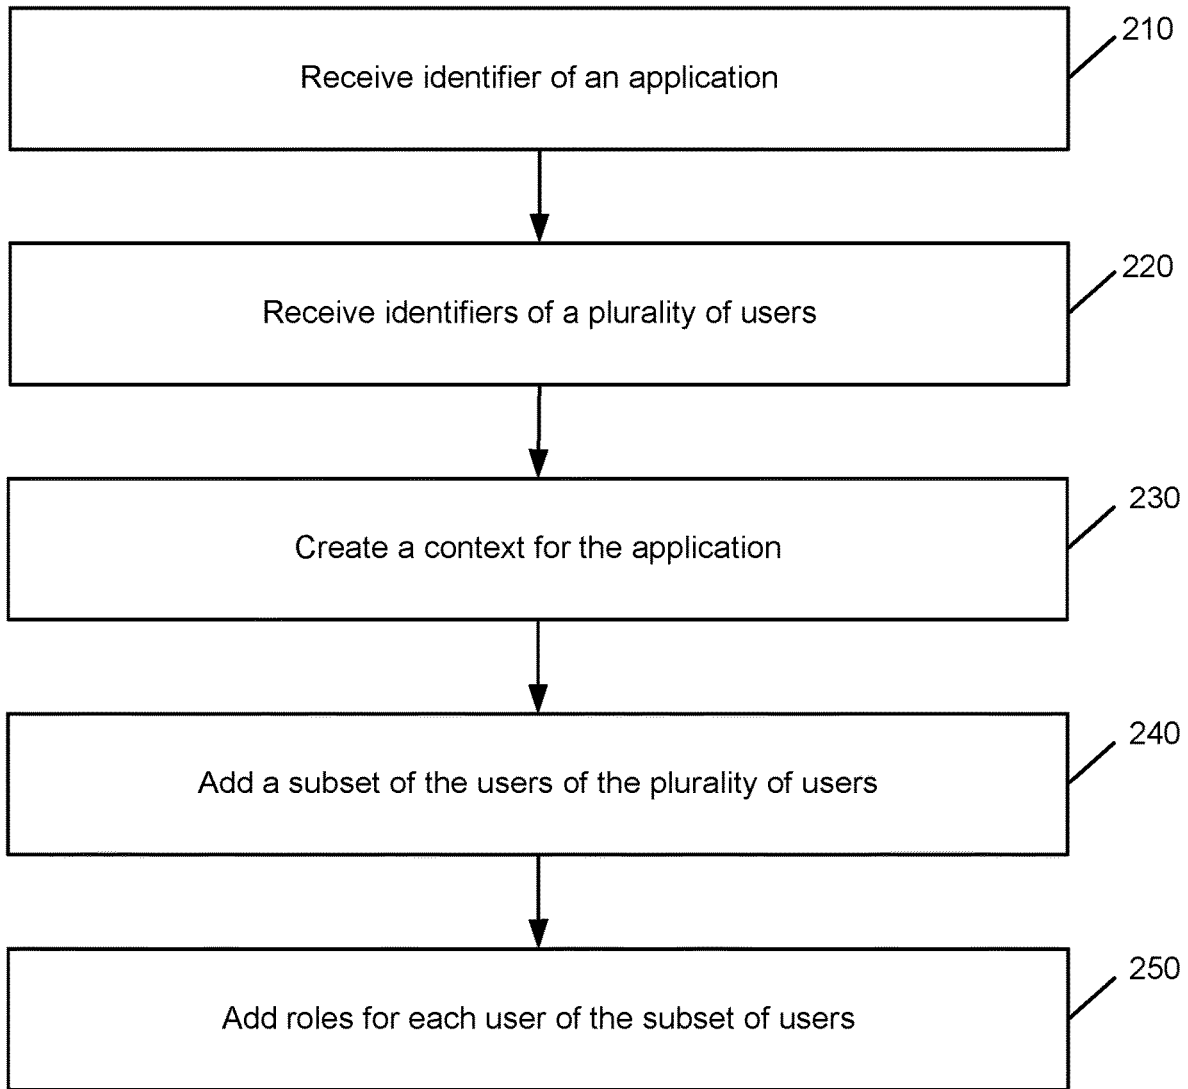 210
Receive identifier of an application
220
Receive identifiers of a plurality of users
230
Create a context for the application
240
Add a subset of the users of the plurality of users
250
Add roles for each user of the subset of users